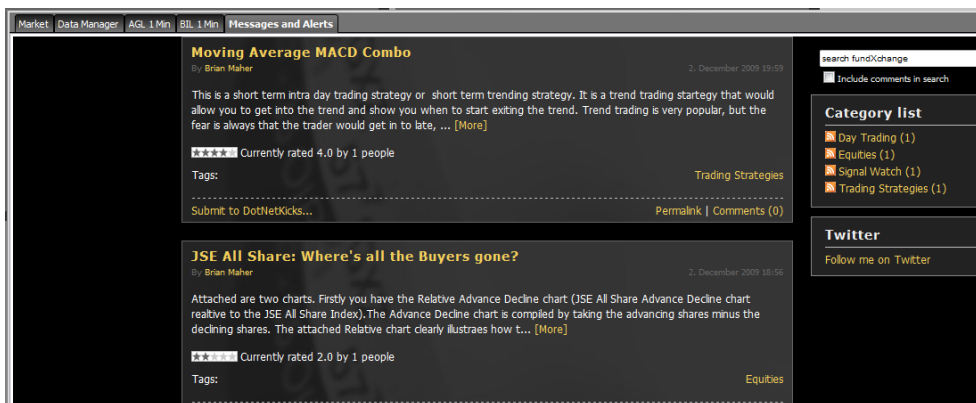 Market Data Manager AGL 1 Min BIL 1 Min Messages and Alerts
Moving Average MACD Combo
By Brian Maher 2. December 2009 19:59
This is a short term intra day trading strategy or short term trending strategy. It is a trend trading startegy that would
allow you to get into the trend and show you when to start exiting the trend. Trend trading is very popular, but the
fear is always that the trader would get in to late, ... [More]
Currently rated 4.0 by 1 people
Tags: Trading Strategies
Submit to DotNetKicks... Permalink | Comments (0)
JSE All Share: Where's all the Buyers gone?
By Brian Maher 2. December 2009 18:56
Attached are two charts. Firstly you have the Relative Advance Decline chart (JSE All Share Advance Decline chart
realtive to the JSE All Share Index).The Advance Decline chart is compiled by taking the advancing shares minus the
declining shares. The attached Relative chart clearly illustraes how t... [More]
Currently rated 2.0 by 1 people
Tags: Equities
search fundXchange
Include comments in search
Category list
Day Trading (1)
Equities (1)
Signal Watch (1)
Trading Strategies (1)
Twitter
Follow me on Twitter